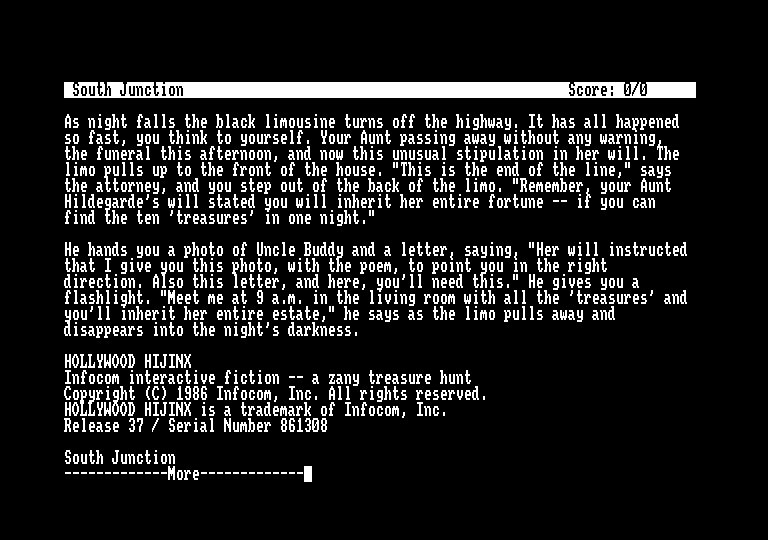 South Junction Score: 0/0
As night falls the black limousine turns off the highway. It has all happened
so fast, you think to yourself. Your Aunt passing away without any warning,
the funeral this afternoon, and now this unusual stipulation in her will. The
limo pulls up to the front of the house. "This is the end of the line," says
the attorney, and you step out of the back of the limo. "Remember, your Aunt
Hildegarde's will stated you will inherit her entire fortune -- if you can
find the ten 'treasures' in one night."
He hands you a photo of Uncle Buddy and a letter, saying, "Her will instructed
that I give you this photo, with the poem, to point you in the right
direction. Also this letter, and here, you'll need this." He gives you a
flashlight. "Meet me at 9 a.m. in the living room with all the 'treasures' and
you'll inherit her entire estate," he says as the limo pulls away and
disappears into the night's darkness.
HOLLYWOOD HIJINX
Infocom interactive fiction -- a zany treasure hunt
Copyright (C) 1986 Infocom, Inc. All rights reserved.
HOLLYWOOD HIJINX is a trademark of Infocom, Inc.
Release 37 / Serial Number 861308
South Junction
-------------More-------------